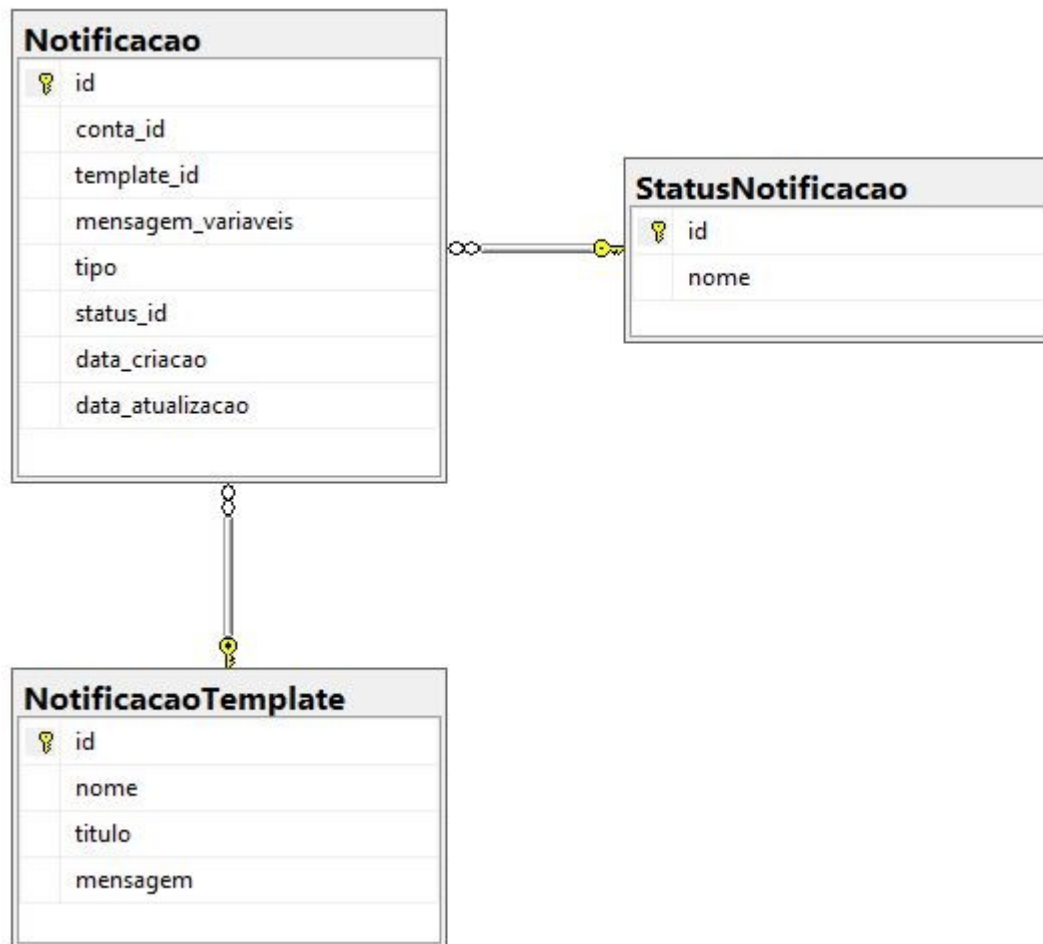 Notificacao
id
conta_id
template_id
mensagem_variaveis
tipo
status_id
data_criacao
data_atualizacao
StatusNotificacao
id
nome
NotificacaoTemplate
id
nome
titulo
mensagem